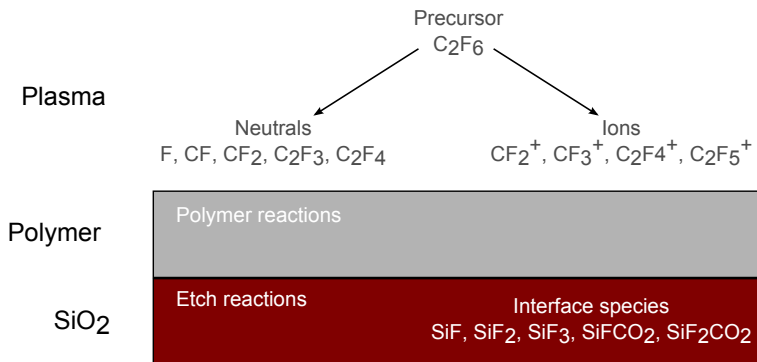 Precursor
C2F6
Plasma
Neutrals
F, CF, CF2, C2F3, C2F4
Ions
CF2+, CF3+, C2F4+, C2F5+
Polymer
Polymer reactions
SiO2
Etch reactions
Interface species
SiF, SiF2, SiF3, SiFCO2, SiF2CO2